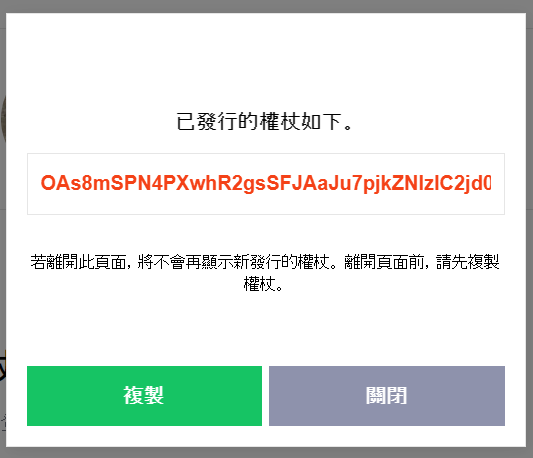 已發行的權杖如下。
OAs8mSPN4PXwhR2gsSFJAaJu7pjkZNIzIC2jd0
若離開此頁面, 將不會再顯示新發行的權杖。離開頁面前, 請先複製
權杖。
複製
關閉